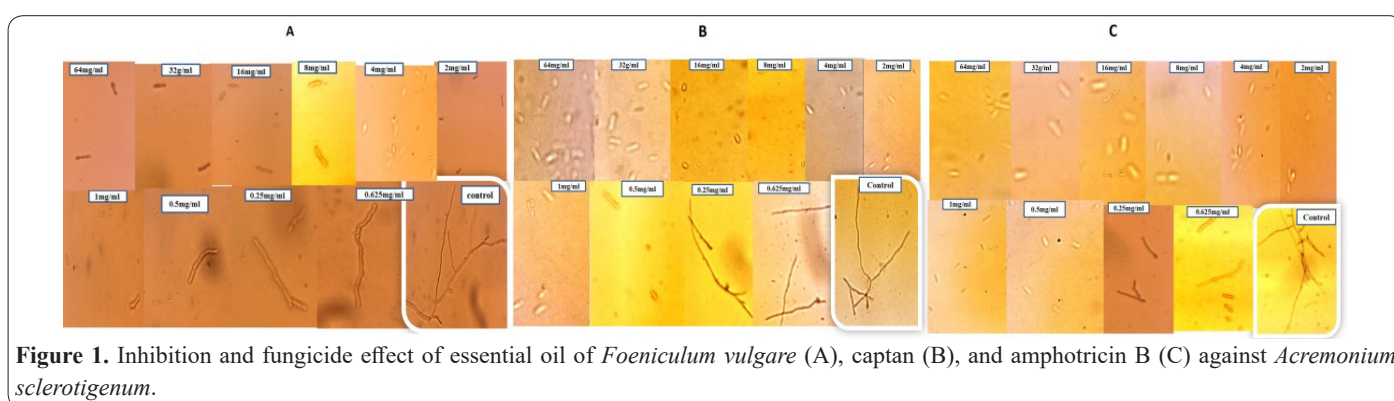 A
B
C
64mg/ml
32g/ml
16mg/ml
8mg/ml
4mg/ml
2mg/ml
1mg/ml
0.5mg/ml
0.25mg/ml
0.625mg/ml
control
64mg/ml
32g/ml
16mg/ml
8mg/ml
4mg/ml
2mg/ml
1mg/ml
0.5mg/ml
0.25mg/ml
0.625mg/ml
Control
64mg/ml
32g/ml
16mg/ml
8mg/ml
4mg/ml
2mg/ml
1mg/ml
0.5mg/ml
0.25mg/ml
0.625mg/ml
Control
Figure 1. Inhibition and fungicide effect of essential oil of Foeniculum vulgare (A), captan (B), and amphotricin B (C) against Acremonium
sclerotigenum.